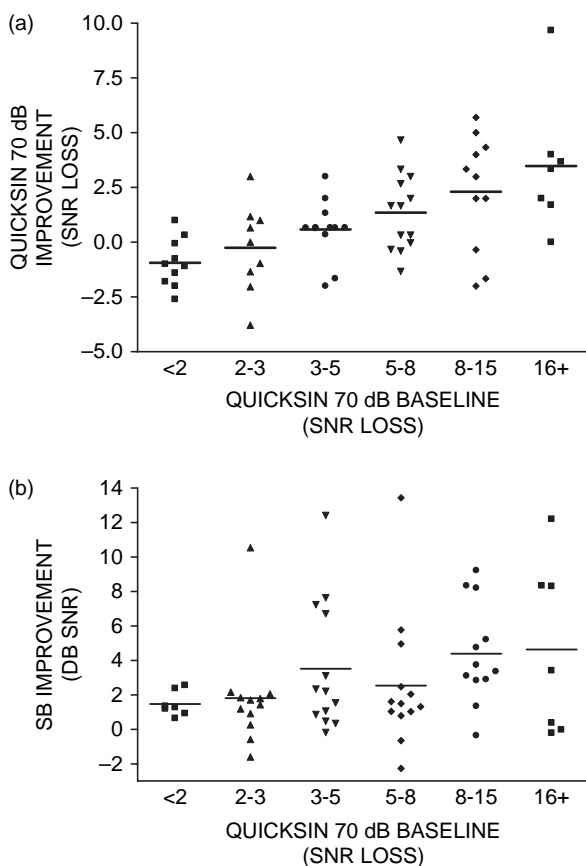 (a)
QUICKSIN 70 dB
IMPROVEMENT
(SNR LOSS)
10.0
7.5
5.0
2.5
0.0
–2.5
–5.0
<2 2-3 3-5 5-8 8-15 16+
QUICKSIN 70 dB BASELINE
(SNR LOSS)
(b)
SB IMPROVEMENT
(DB SNR)
14
12
10
8
6
4
2
0
–2
<2 2-3 3-5 5-8 8-15 16+
QUICKSIN 70 dB BASELINE
(SNR LOSS)